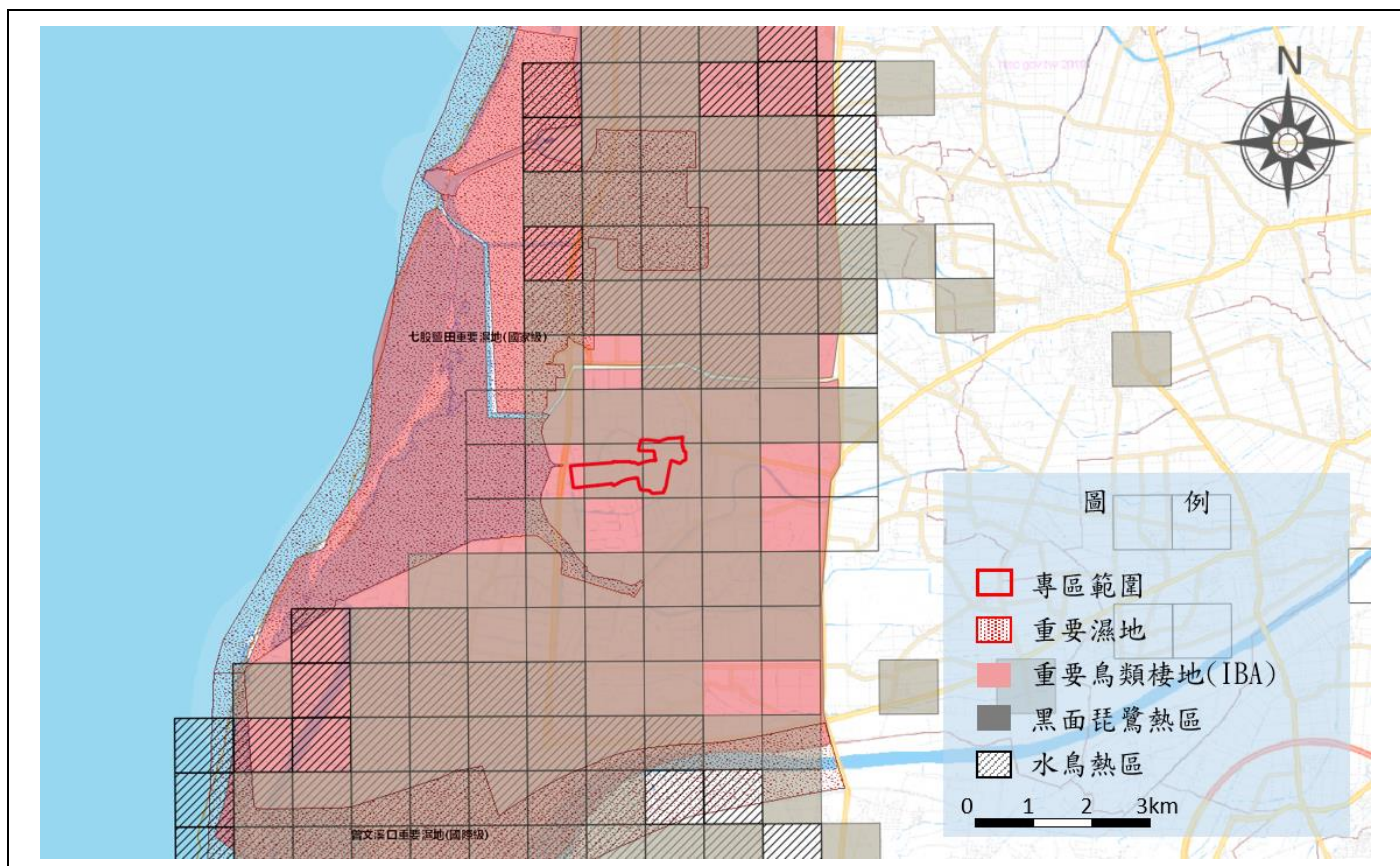 N
七股鹽田重要濕地(國家級)
曾文溪口重要濕地(國際級)
圖 例
專區範圍
重要濕地
重要鳥類棲地(IBA)
黑面琵鷺熱區
水鳥熱區
0 1 2 3km